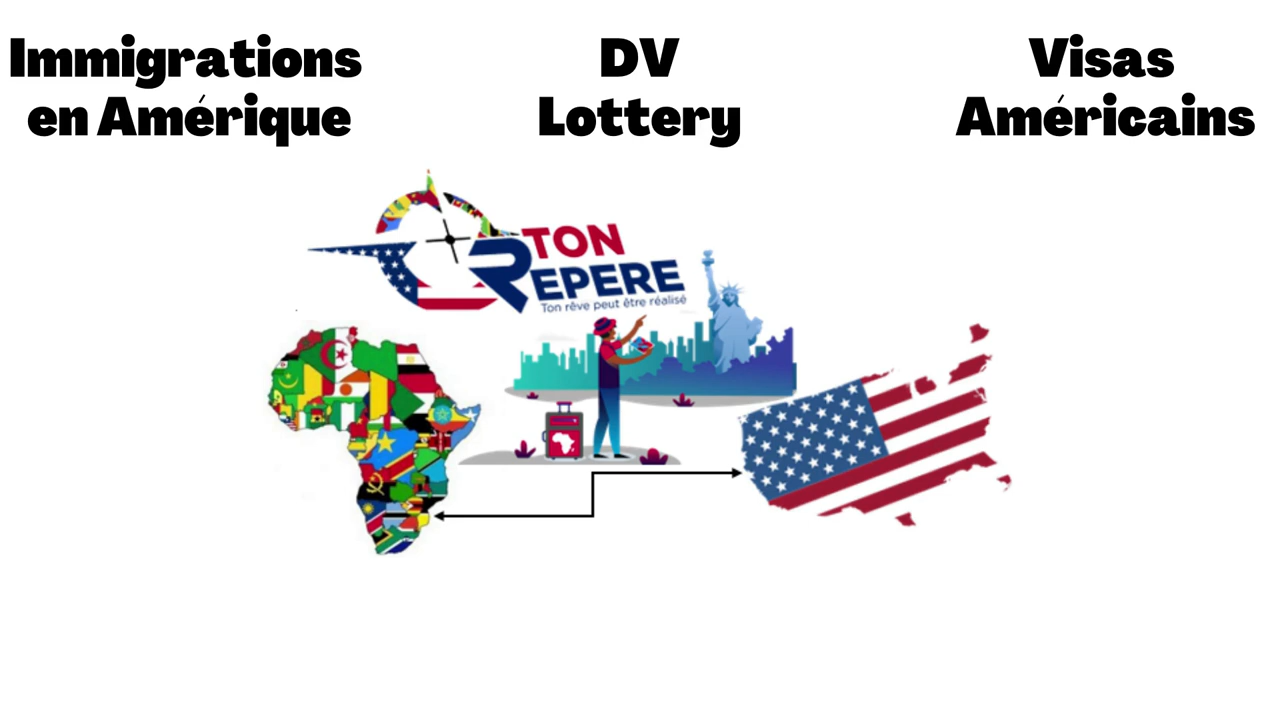 Immigrations
en Amérique
DV
Lottery
Visas
Américains
TON
REPERE
Ton rêve peut être réalisé